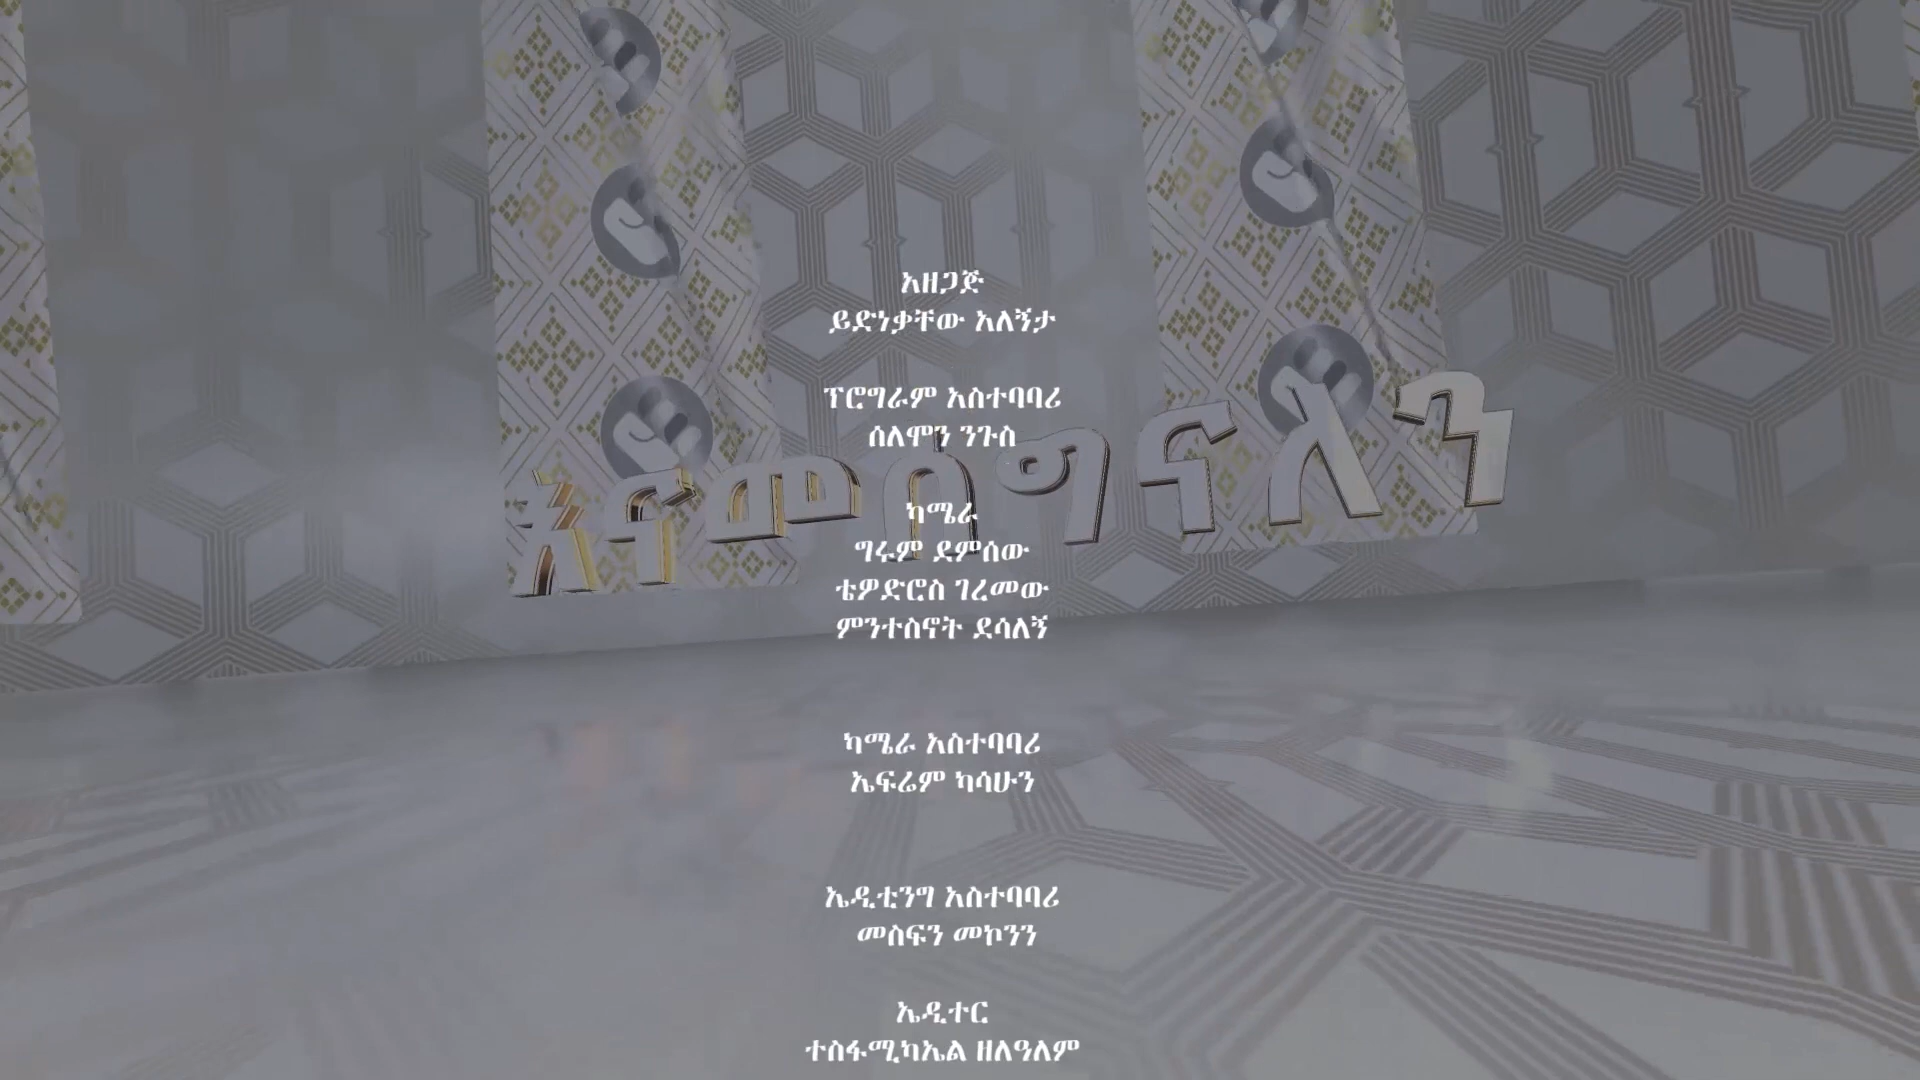 አዘጋጅ
ይድነቃቸው አለኝታ
ፕሮግራም አስተባባሪ
ሰለሞን ንጉስ
እናመሰግናለን
ካሜራ
ግሩም ደምሰው
ቴዎድሮስ ገረመው
ምንተስኖት ደሳለኝ
ካሜራ አስተባባሪ
ኤፍሬም ካሳሁን
ኤዲቲንግ አስተባባሪ
መስፍን መኮንን
ኤዲተር
ተስፋሚካኤል ዘለዓለም